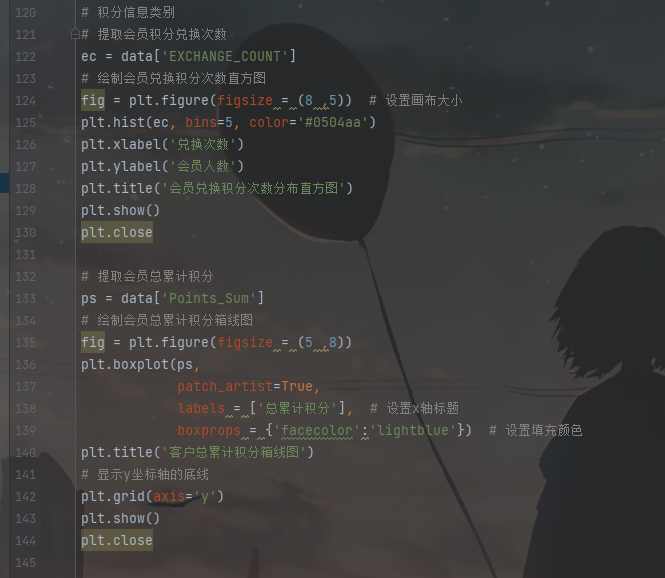 120 # 积分信息类别
121 # 提取会员积分兑换次数
122 ec = data['EXCHANGE_COUNT']
123 # 绘制会员兑换积分次数直方图
124 fig = plt.figure(figsize = (8 ,5))  # 设置画布大小
125 plt.hist(ec, bins=5, color='#0504aa')
126 plt.xlabel('兑换次数')
127 plt.ylabel('会员人数')
128 plt.title('会员兑换积分次数分布直方图')
129 plt.show()
130 plt.close
131
132 # 提取会员总累计积分
133 ps = data['Points_Sum']
134 # 绘制会员总累计积分箱线图
135 fig = plt.figure(figsize = (5 ,8))
136 plt.boxplot(ps,
137             patch_artist=True,
138             labels = ['总累计积分'],  # 设置x轴标题
139             boxprops = {'facecolor':'lightblue'})  # 设置填充颜色
140 plt.title('客户总累计积分箱线图')
141 # 显示y坐标轴的底线
142 plt.grid(axis='y')
143 plt.show()
144 plt.close
145